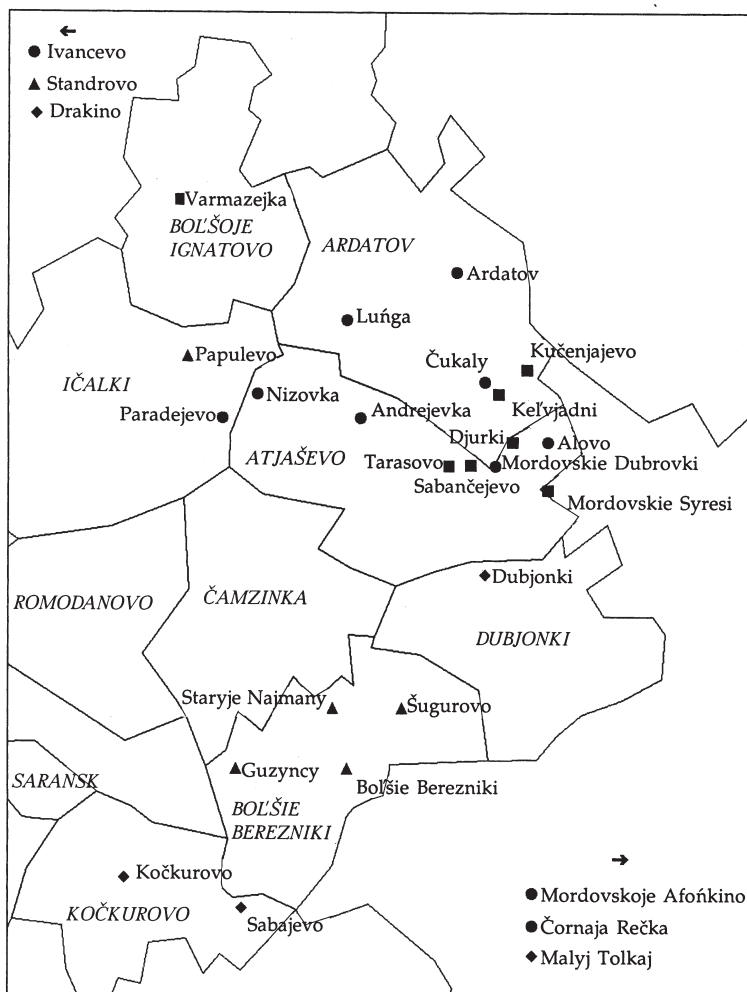 ←
● Ivancevo
▲ Standrovo
◆ Drakino
Varmazejka
BOĽŠOJE
IGNATOVO
ARDATOV
Ardatov
Luńga
Papulevo
Kučenjajevo
Čukaly
IČALKI
Nizovka
Keľvjadni
Paradejevo
Andrejevka
Djurki
Alovo
ATJAŠEVO
Tarasovo
Mordovskie Dubrovki
Sabančejevo
Mordovskie Syresi
Dubjonki
ROMODANOVO
ČAMZINKA
DUBJONKI
Staryje Najmany
Šugurovo
SARANSK
Guzyncy
Boľšie Berezniki
BOĽŠIE
BEREZNIKI
→
Kočkurovo
● Mordovskoje Afońkino
KOČKUROVO
Sabajevo
● Čornaja Rečka
◆ Malyj Tolkaj